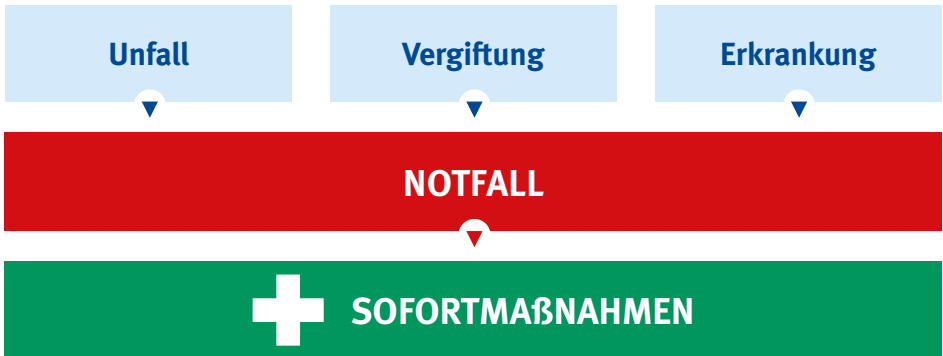 Unfall
Vergiftung
Erkrankung
NOTFALL
SOFORTMAßNAHMEN